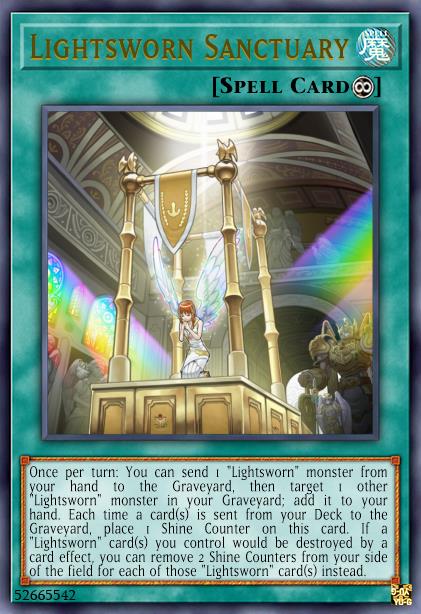 LIGHTSWORN SANCTUARY
SPELL
魔
[SPELL CARD]
Once per turn: You can send 1 "Lightsworn" monster from
your hand to the Graveyard, then target 1 other
"Lightsworn" monster in your Graveyard; add it to your
hand. Each time a card(s) is sent from your Deck to the
Graveyard, place 1 Shine Counter on this card. If a
"Lightsworn" card(s) you control would be destroyed by a
card effect, you can remove 2 Shine Counters from your side
of the field for each of those "Lightsworn" card(s) instead.
52665542